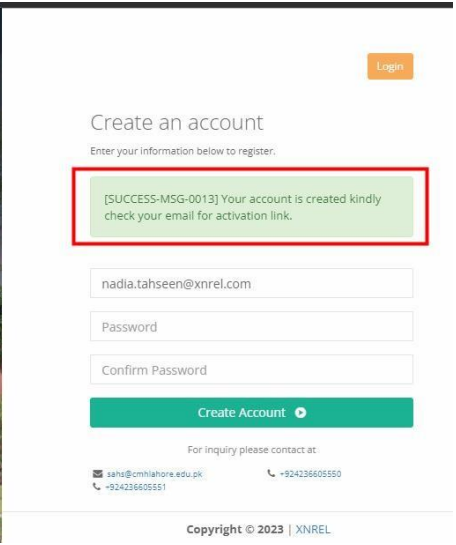 Login
Create an account
Enter your information below to register.
[SUCCESS-MSG-0013] Your account is created kindly
check your email for activation link.
nadia.tahseen@xnrel.com
Password
Confirm Password
Create Account
For inquiry please contact at
sahs@cmhlahore.edu.pk +924236605550
+924236605551
Copyright © 2023 | XNREL